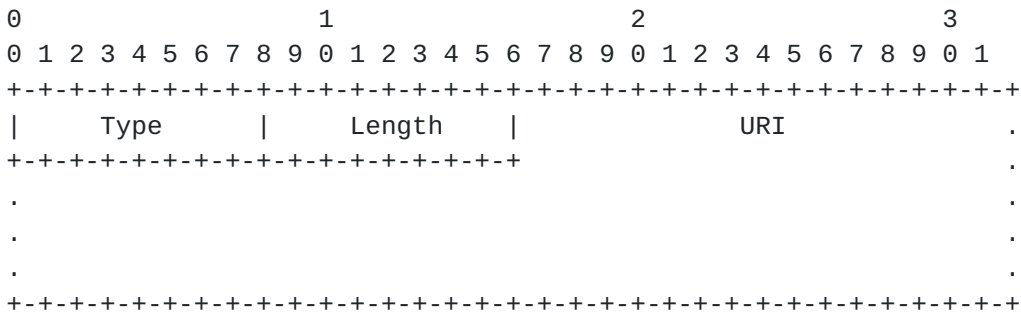 0                   1                   2                   3
0 1 2 3 4 5 6 7 8 9 0 1 2 3 4 5 6 7 8 9 0 1 2 3 4 5 6 7 8 9 0 1
+-+-+-+-+-+-+-+-+-+-+-+-+-+-+-+-+-+-+-+-+-+-+-+-+-+-+-+-+-+-+-+-+
|     Type      |     Length    |              URI              .
+-+-+-+-+-+-+-+-+-+-+-+-+-+-+-+-+                               .
.                                                               .
.                                                               .
.                                                               .
+-+-+-+-+-+-+-+-+-+-+-+-+-+-+-+-+-+-+-+-+-+-+-+-+-+-+-+-+-+-+-+-+